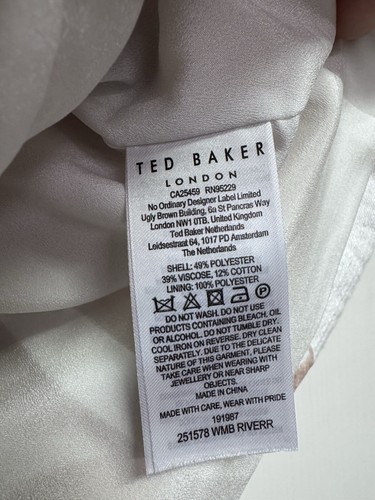 TED BAKER
LONDON
CA25459 RN95229
No Ordinary Designer Label Limited
Ugly Brown Building, 6a St Pancras Way
London NW1 0TB. United Kingdom
Ted Baker Netherlands
Leidsestraat 64, 1017 PD Amsterdam
The Netherlands
SHELL: 49% POLYESTER
39% VISCOSE, 12% COTTON
LINING: 100% POLYESTER
P
DO NOT WASH. DO NOT USE
PRODUCTS CONTAINING BLEACH, OIL
OR ALCOHOL. DO NOT TUMBLE DRY.
COOL IRON ON REVERSE. DRY CLEAN
SEPARATELY. DUE TO THE DELICATE
NATURE OF THIS GARMENT, PLEASE
TAKE CARE WHEN WEARING WITH
JEWELLERY OR NEAR SHARP
OBJECTS.
MADE IN CHINA
MADE WITH CARE, WEAR WITH PRIDE
191987
251578 WMB RIVERR